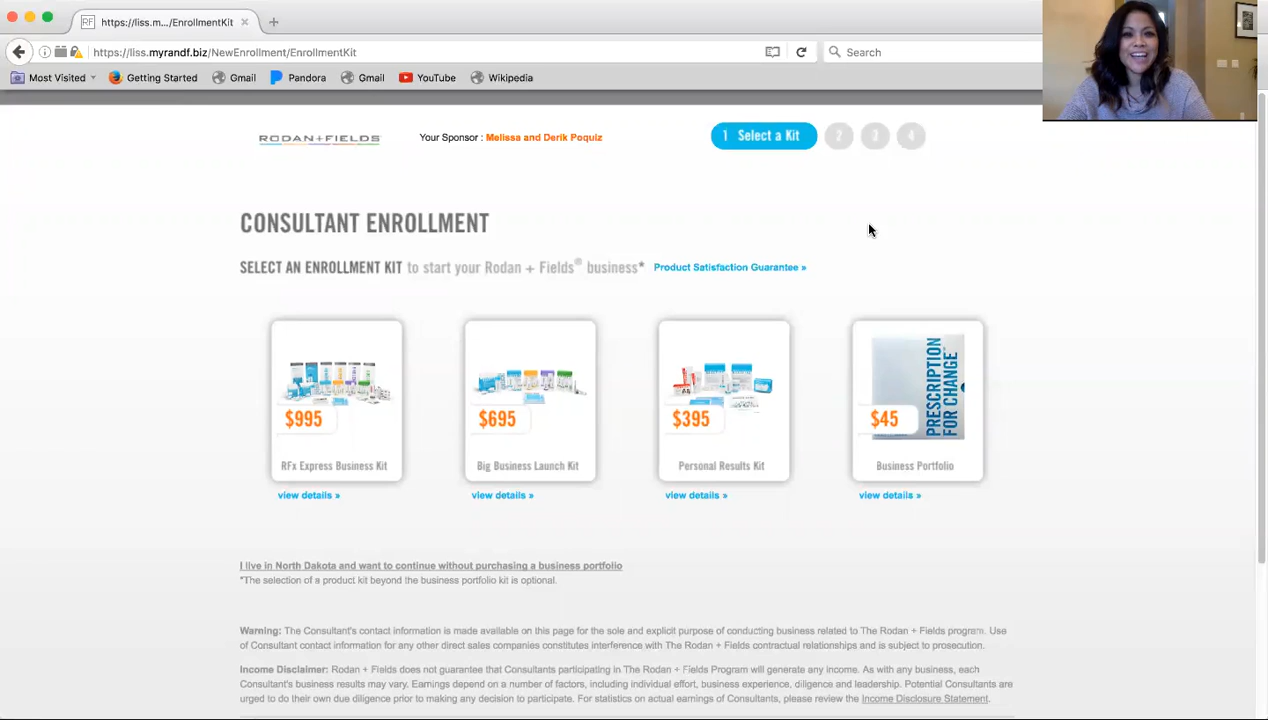 RF https://liss.m.../EnrollmentKit
https://liss.myrandf.biz/NewEnrollment/EnrollmentKit
Search
Most Visited Getting Started Gmail Pandora Gmail YouTube Wikipedia
RODAN+FIELDS Your Sponsor : Melissa and Derik Poquiz 1 Select a Kit 2 3 4
CONSULTANT ENROLLMENT
SELECT AN ENROLLMENT KIT to start your Rodan + Fields® business* Product Satisfaction Guarantee »
PRESCRIPTION
FOR CHANGE
$995 $695 $395 $45
RFx Express Business Kit Big Business Launch Kit Personal Results Kit Business Portfolio
view details » view details » view details » view details »
I live in North Dakota and want to continue without purchasing a business portfolio
*The selection of a product kit beyond the business portfolio kit is optional.
Warning: The Consultant's contact information is made available on this page for the sole and explicit purpose of conducting business related to The Rodan + Fields program. Use
of Consultant contact information for any other direct sales companies constitutes interference with The Rodan + Fields contractual relationships and is subject to prosecution.
Income Disclaimer: Rodan + Fields does not guarantee that Consultants participating in The Rodan + Fields Program will generate any income. As with any business, each
Consultant's business results may vary. Earnings depend on a number of factors, including individual effort, business experience, diligence and leadership. Potential Consultants are
urged to do their own due diligence prior to making any decision to participate. For statistics on actual earnings of Consultants, please review the Income Disclosure Statement.